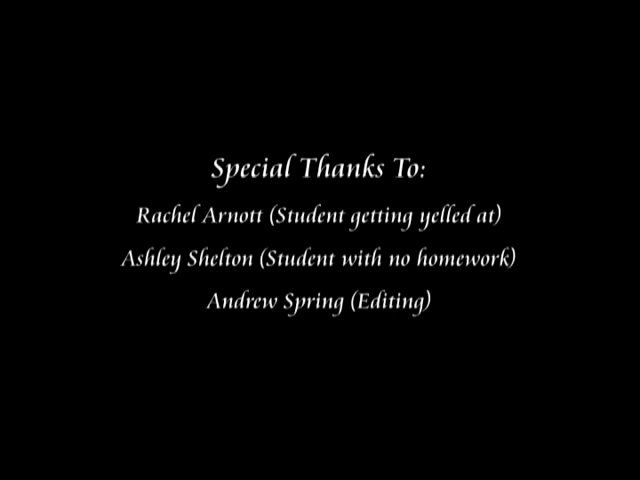 Special Thanks To:
Rachel Arnott (Student getting yelled at)
Ashley Shelton (Student with no homework)
Andrew Spring (Editing)